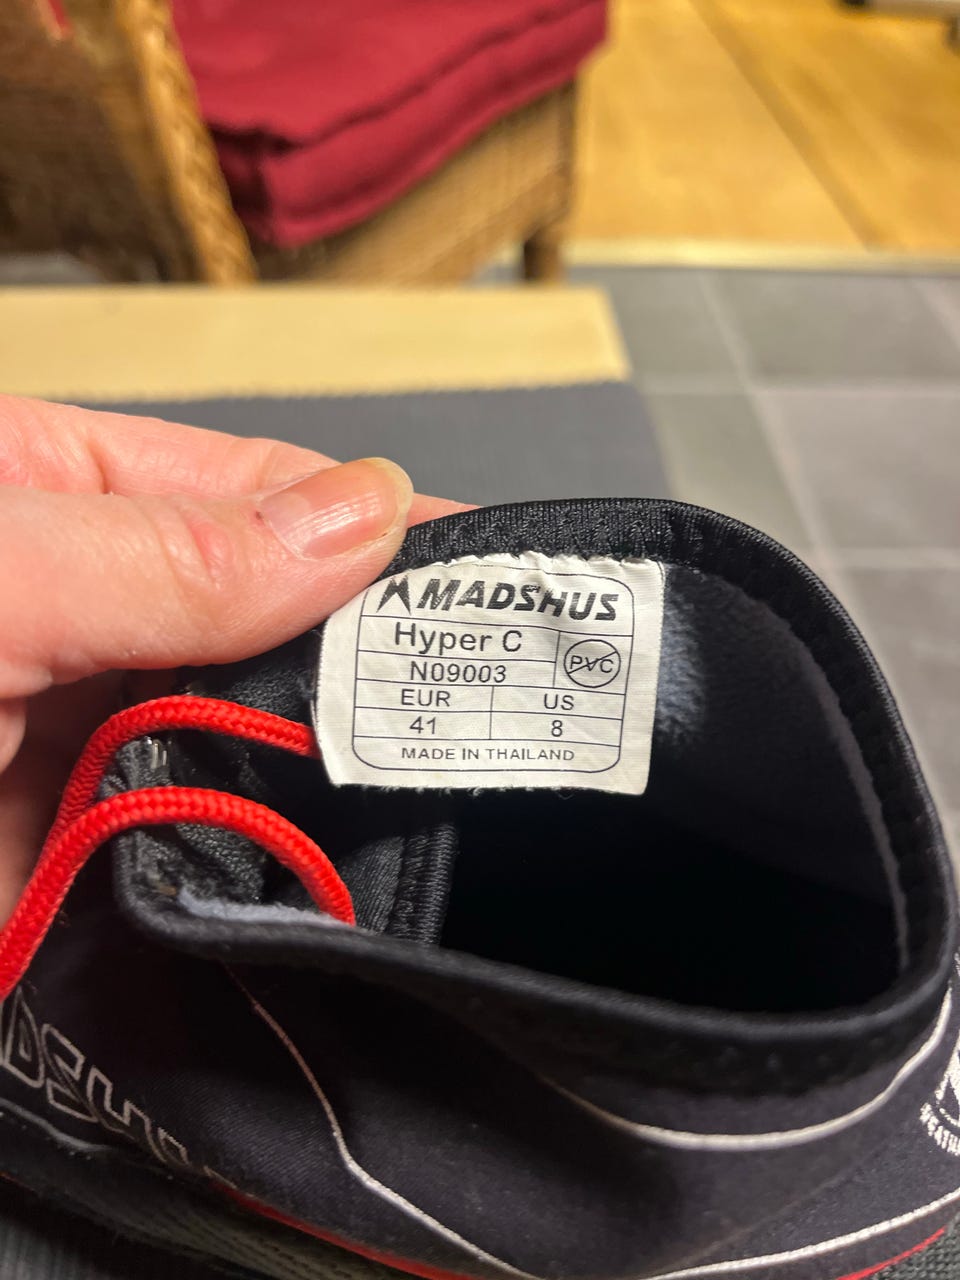 MADSHUS
Hyper C
PVC
N09003
EUR US
41 8
MADE IN THAILAND